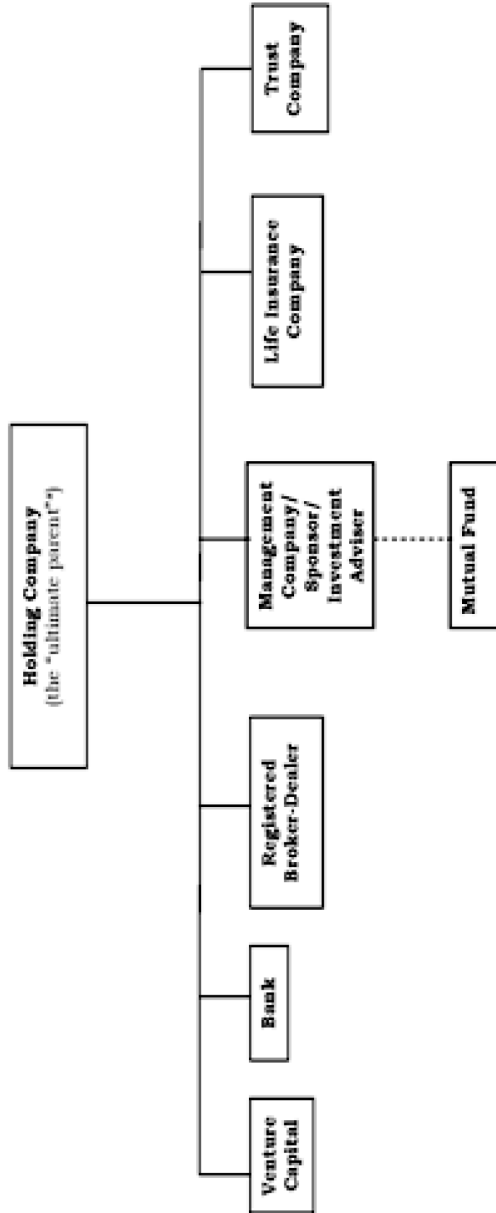 Holding Company
(the "ultimate parent"*)
Venture
Capital
Bank
Registered
Broker-Dealer
Management
Company/
Sponsor/
Investment
Adviser
Life Insurance
Company
Trust
Company
Mutual Fund